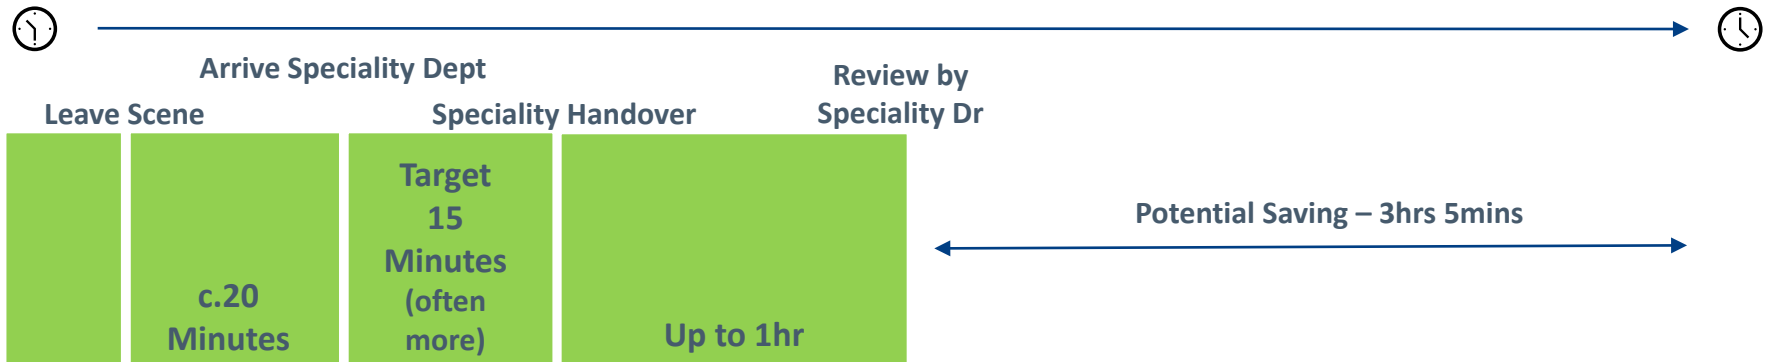 Arrive Speciality Dept
Review by
Speciality Dr
Leave Scene
Speciality Handover
Target
15
Minutes
(often
more)
c.20
Minutes
Up to 1hr
Potential Saving – 3hrs 5mins